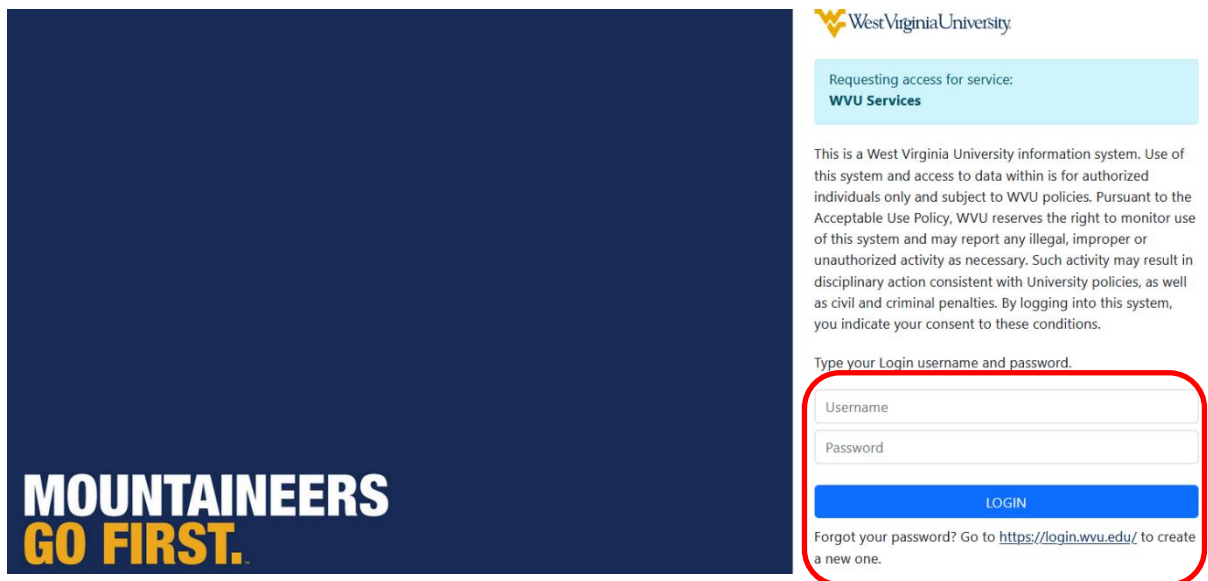 West Virginia University.
Requesting access for service:
WVU Services
This is a West Virginia University information system. Use of
this system and access to data within is for authorized
individuals only and subject to WVU policies. Pursuant to the
Acceptable Use Policy, WVU reserves the right to monitor use
of this system and may report any illegal, improper or
unauthorized activity as necessary. Such activity may result in
disciplinary action consistent with University policies, as well
as civil and criminal penalties. By logging into this system,
you indicate your consent to these conditions.
Type your Login username and password.
Username
Password
LOGIN
Forgot your password? Go to https://login.wvu.edu/ to create
a new one.
MOUNTAINEERS
GO FIRST.